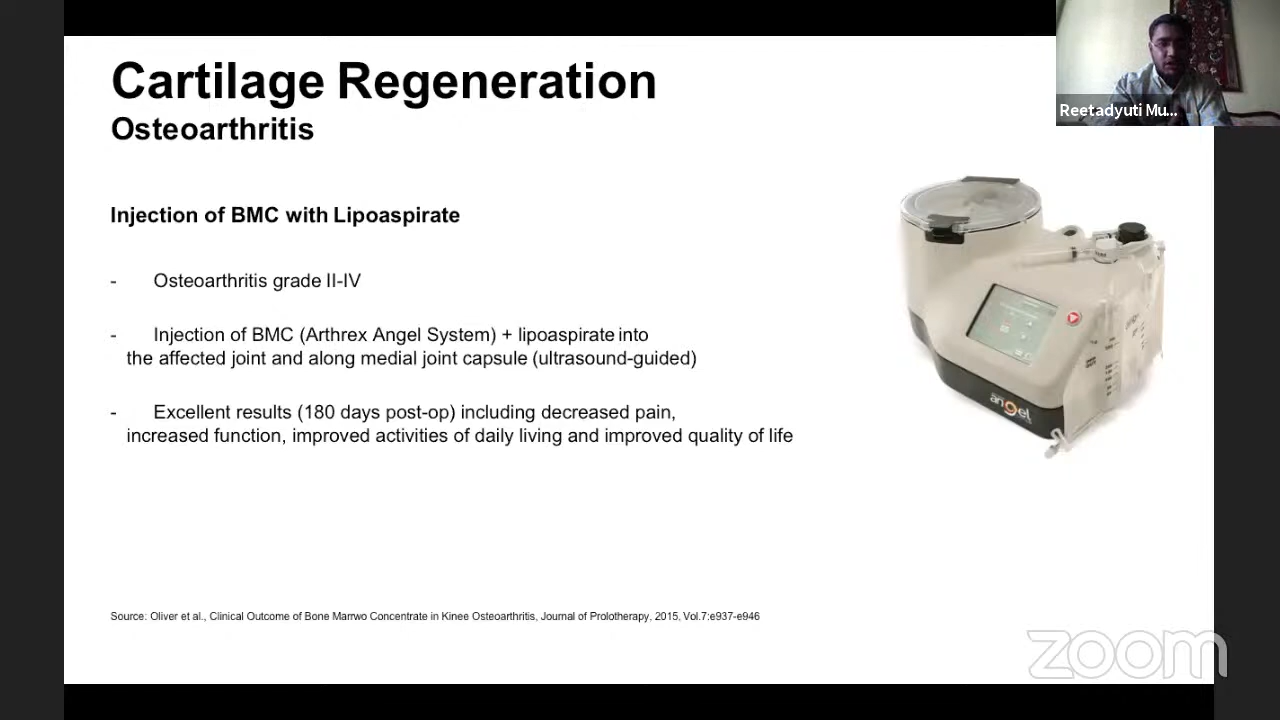 Cartilage Regeneration
Osteoarthritis
Reetadyuti Mu...
Injection of BMC with Lipoaspirate
- Osteoarthritis grade II-IV
- Injection of BMC (Arthrex Angel System) + lipoaspirate into
the affected joint and along medial joint capsule (ultrasound-guided)
- Excellent results (180 days post-op) including decreased pain,
increased function, improved activities of daily living and improved quality of life
angel
Source: Oliver et al., Clinical Outcome of Bone Marrwo Concentrate in Kinee Osteoarthritis, Journal of Prolotherapy, 2015, Vol.7:e937-e946
zoom